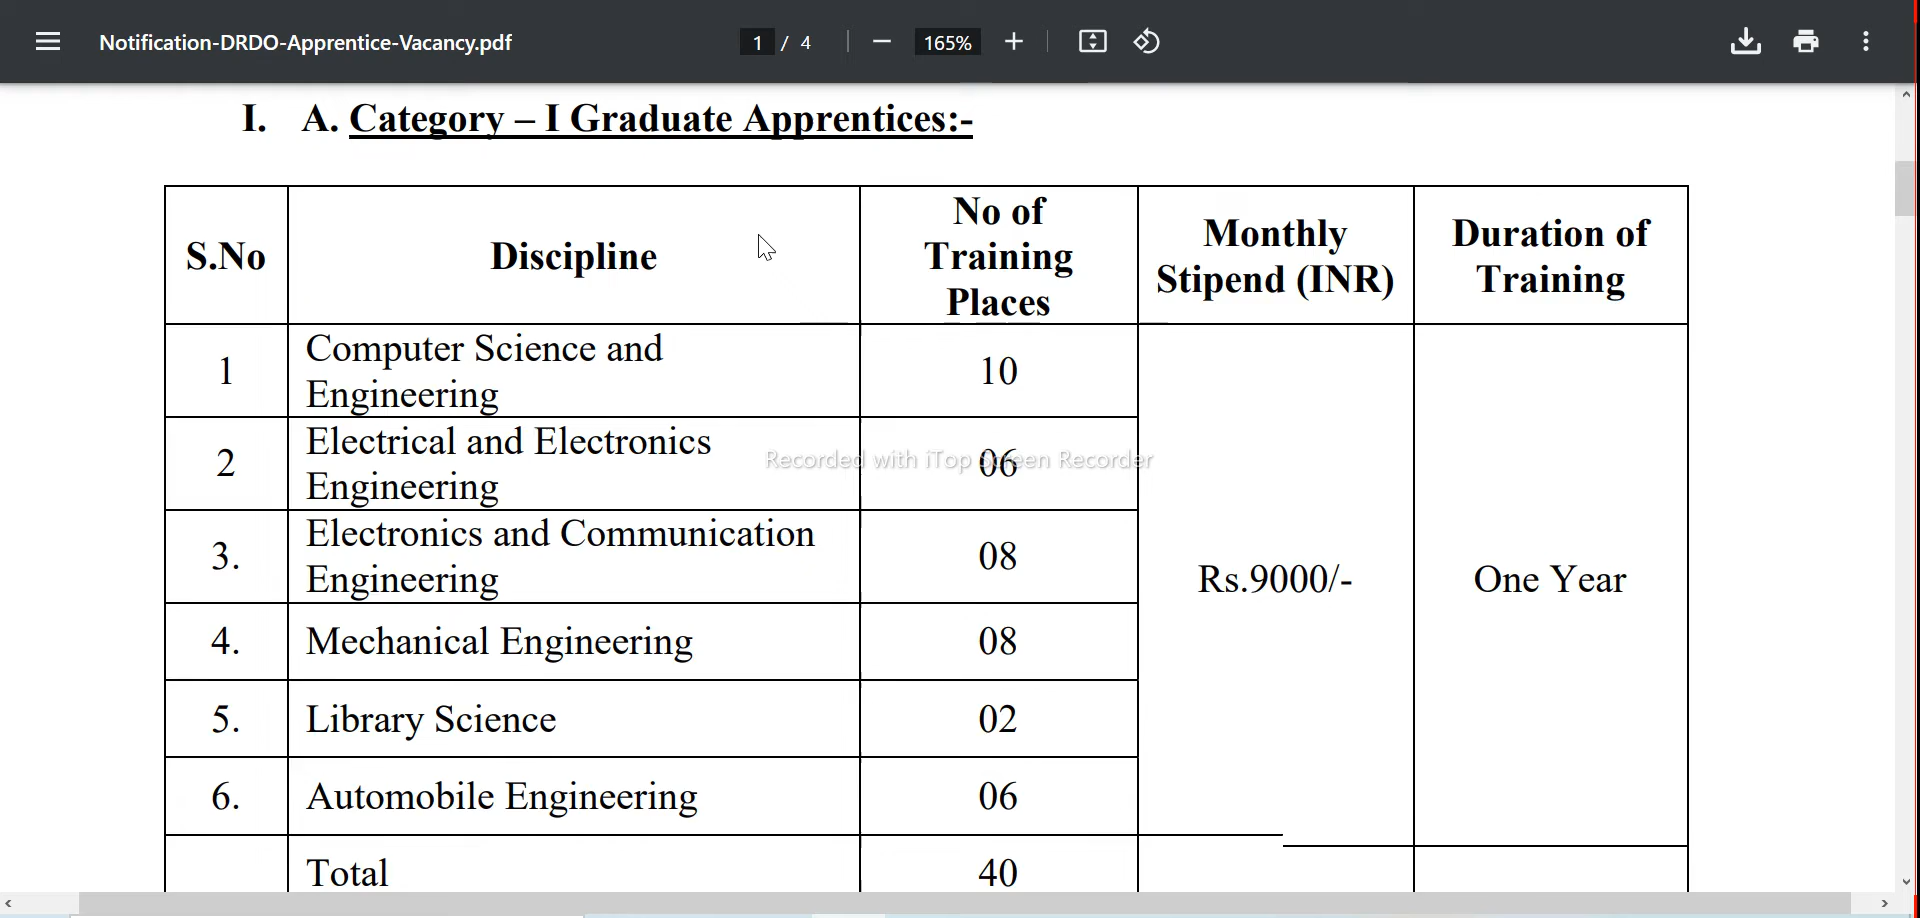 Notification-DRDO-Apprentice-Vacancy.pdf
1 / 4
165%
I. A. Category – I Graduate Apprentices:-
S.No
Discipline
No of
Training
Places
Monthly
Stipend (INR)
Duration of
Training
1
Computer Science and
Engineering
10
2
Electrical and Electronics
Engineering
06
Recorded with iTop Screen Recorder
3.
Electronics and Communication
Engineering
08
Rs.9000/-
One Year
4.
Mechanical Engineering
08
5.
Library Science
02
6.
Automobile Engineering
06
Total
40